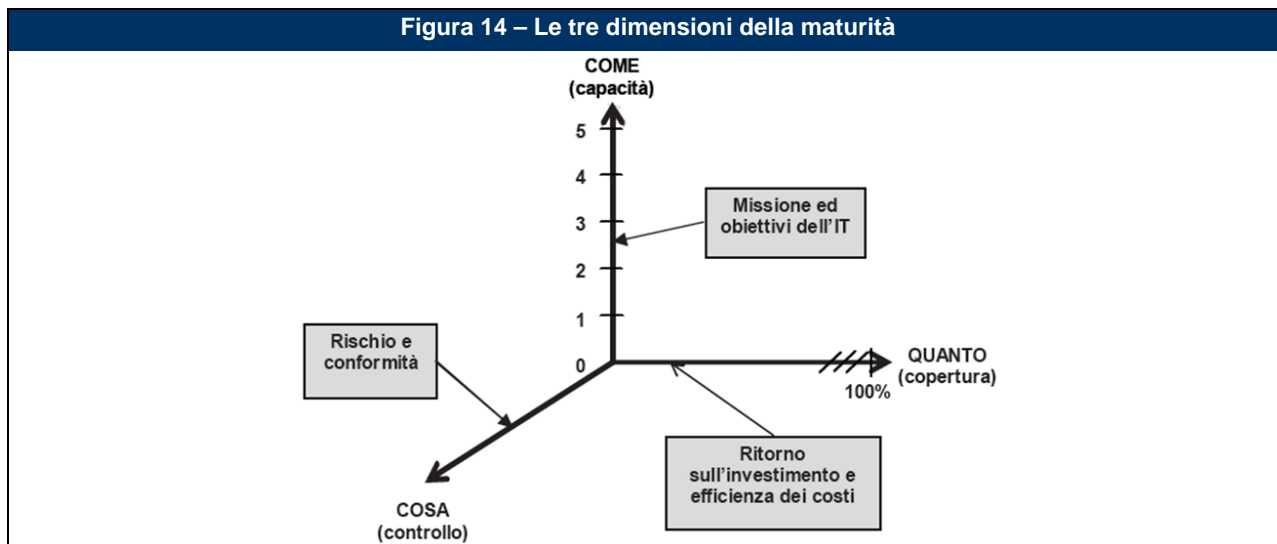 Figura 14 – Le tre dimensioni della maturità
COME
(capacità)
5
4
3
2
1
0
Missione ed
obiettivi dell'IT
Rischio e
conformità
QUANTO
(copertura)
100%
Ritorno
sull'investimento e
efficienza dei costi
COSA
(controllo)